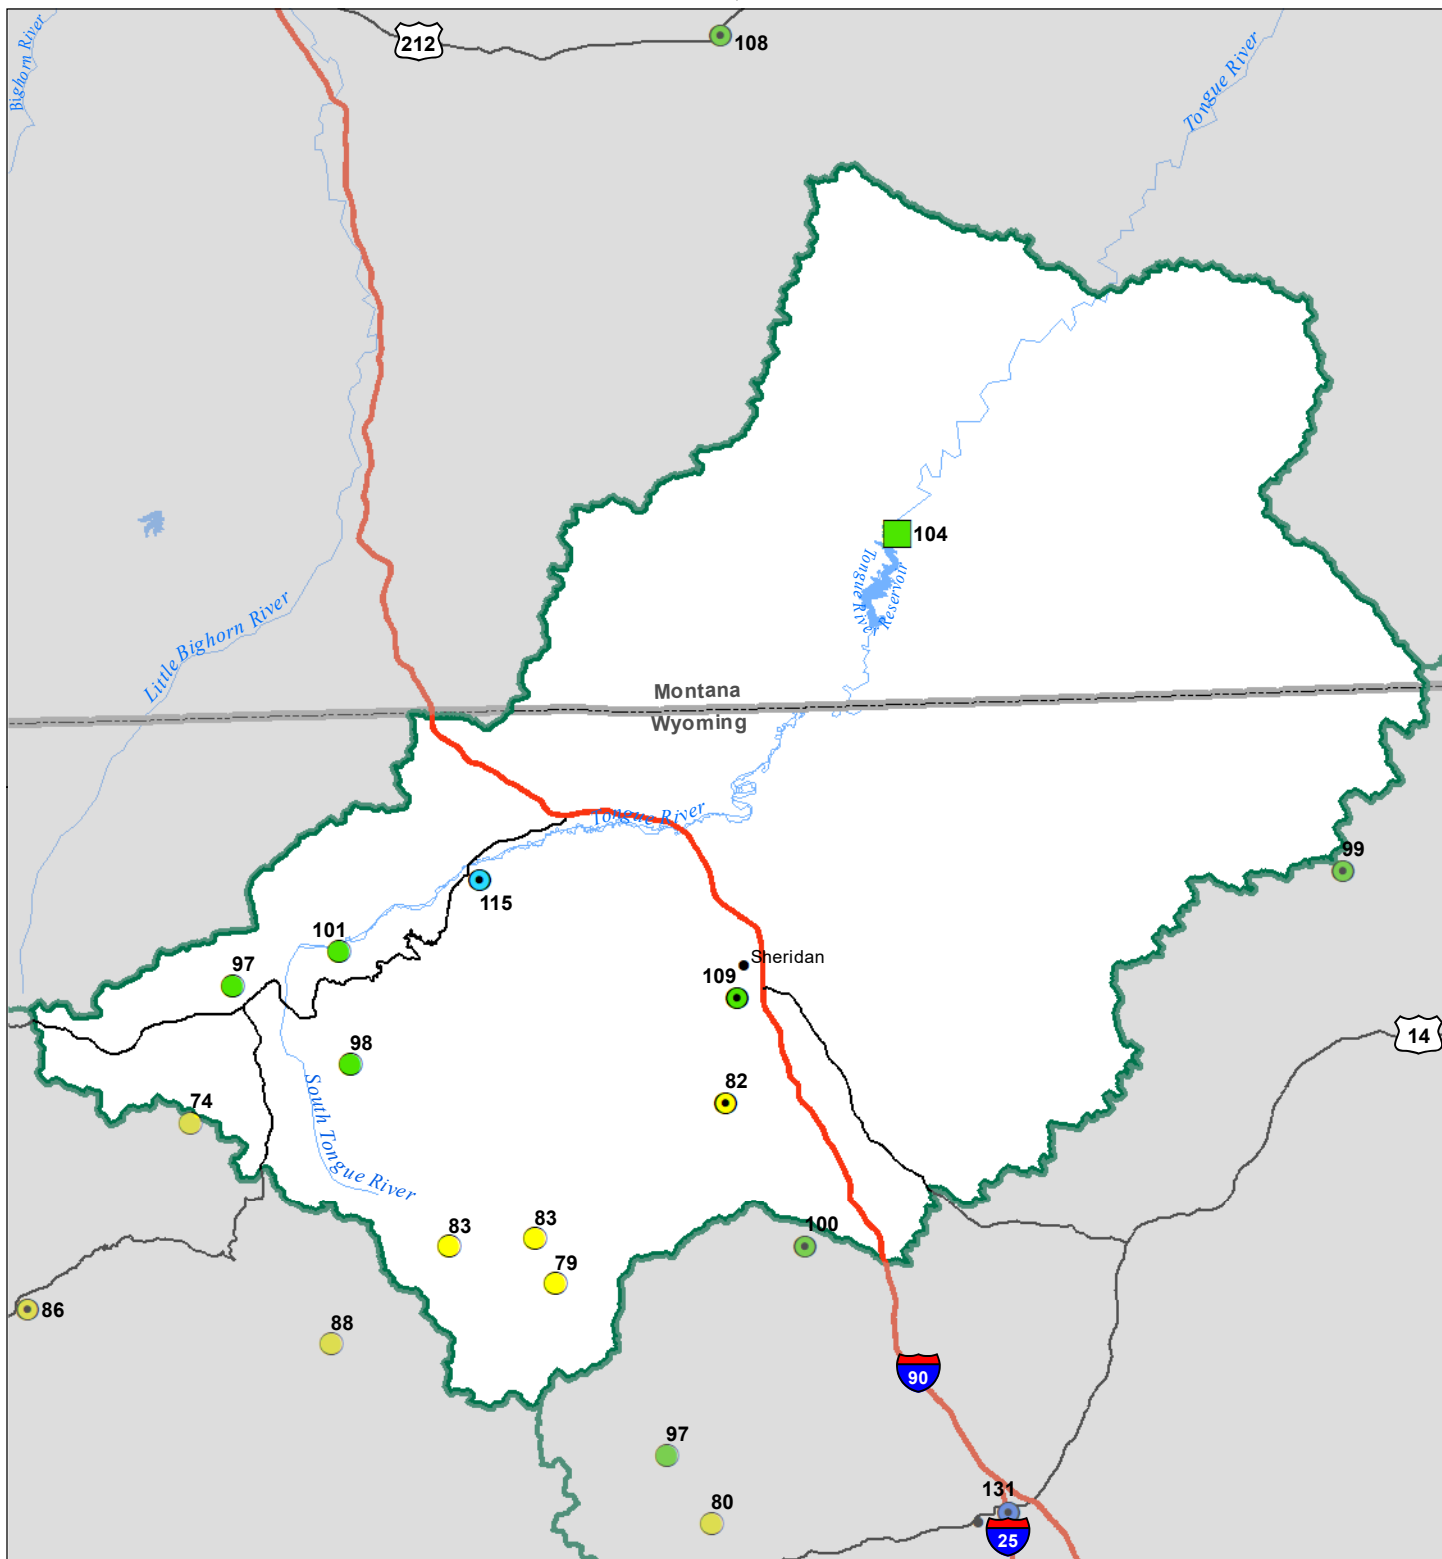 Bighorn River
212
108
Tongue River
104
Tongue River
Reservoir
Little Bighorn River
Montana
Wyoming
Tongue River
99
115
101
97
Sheridan
109
14
98
82
74
South Tongue River
83
83
100
79
86
88
90
97
131
80
25